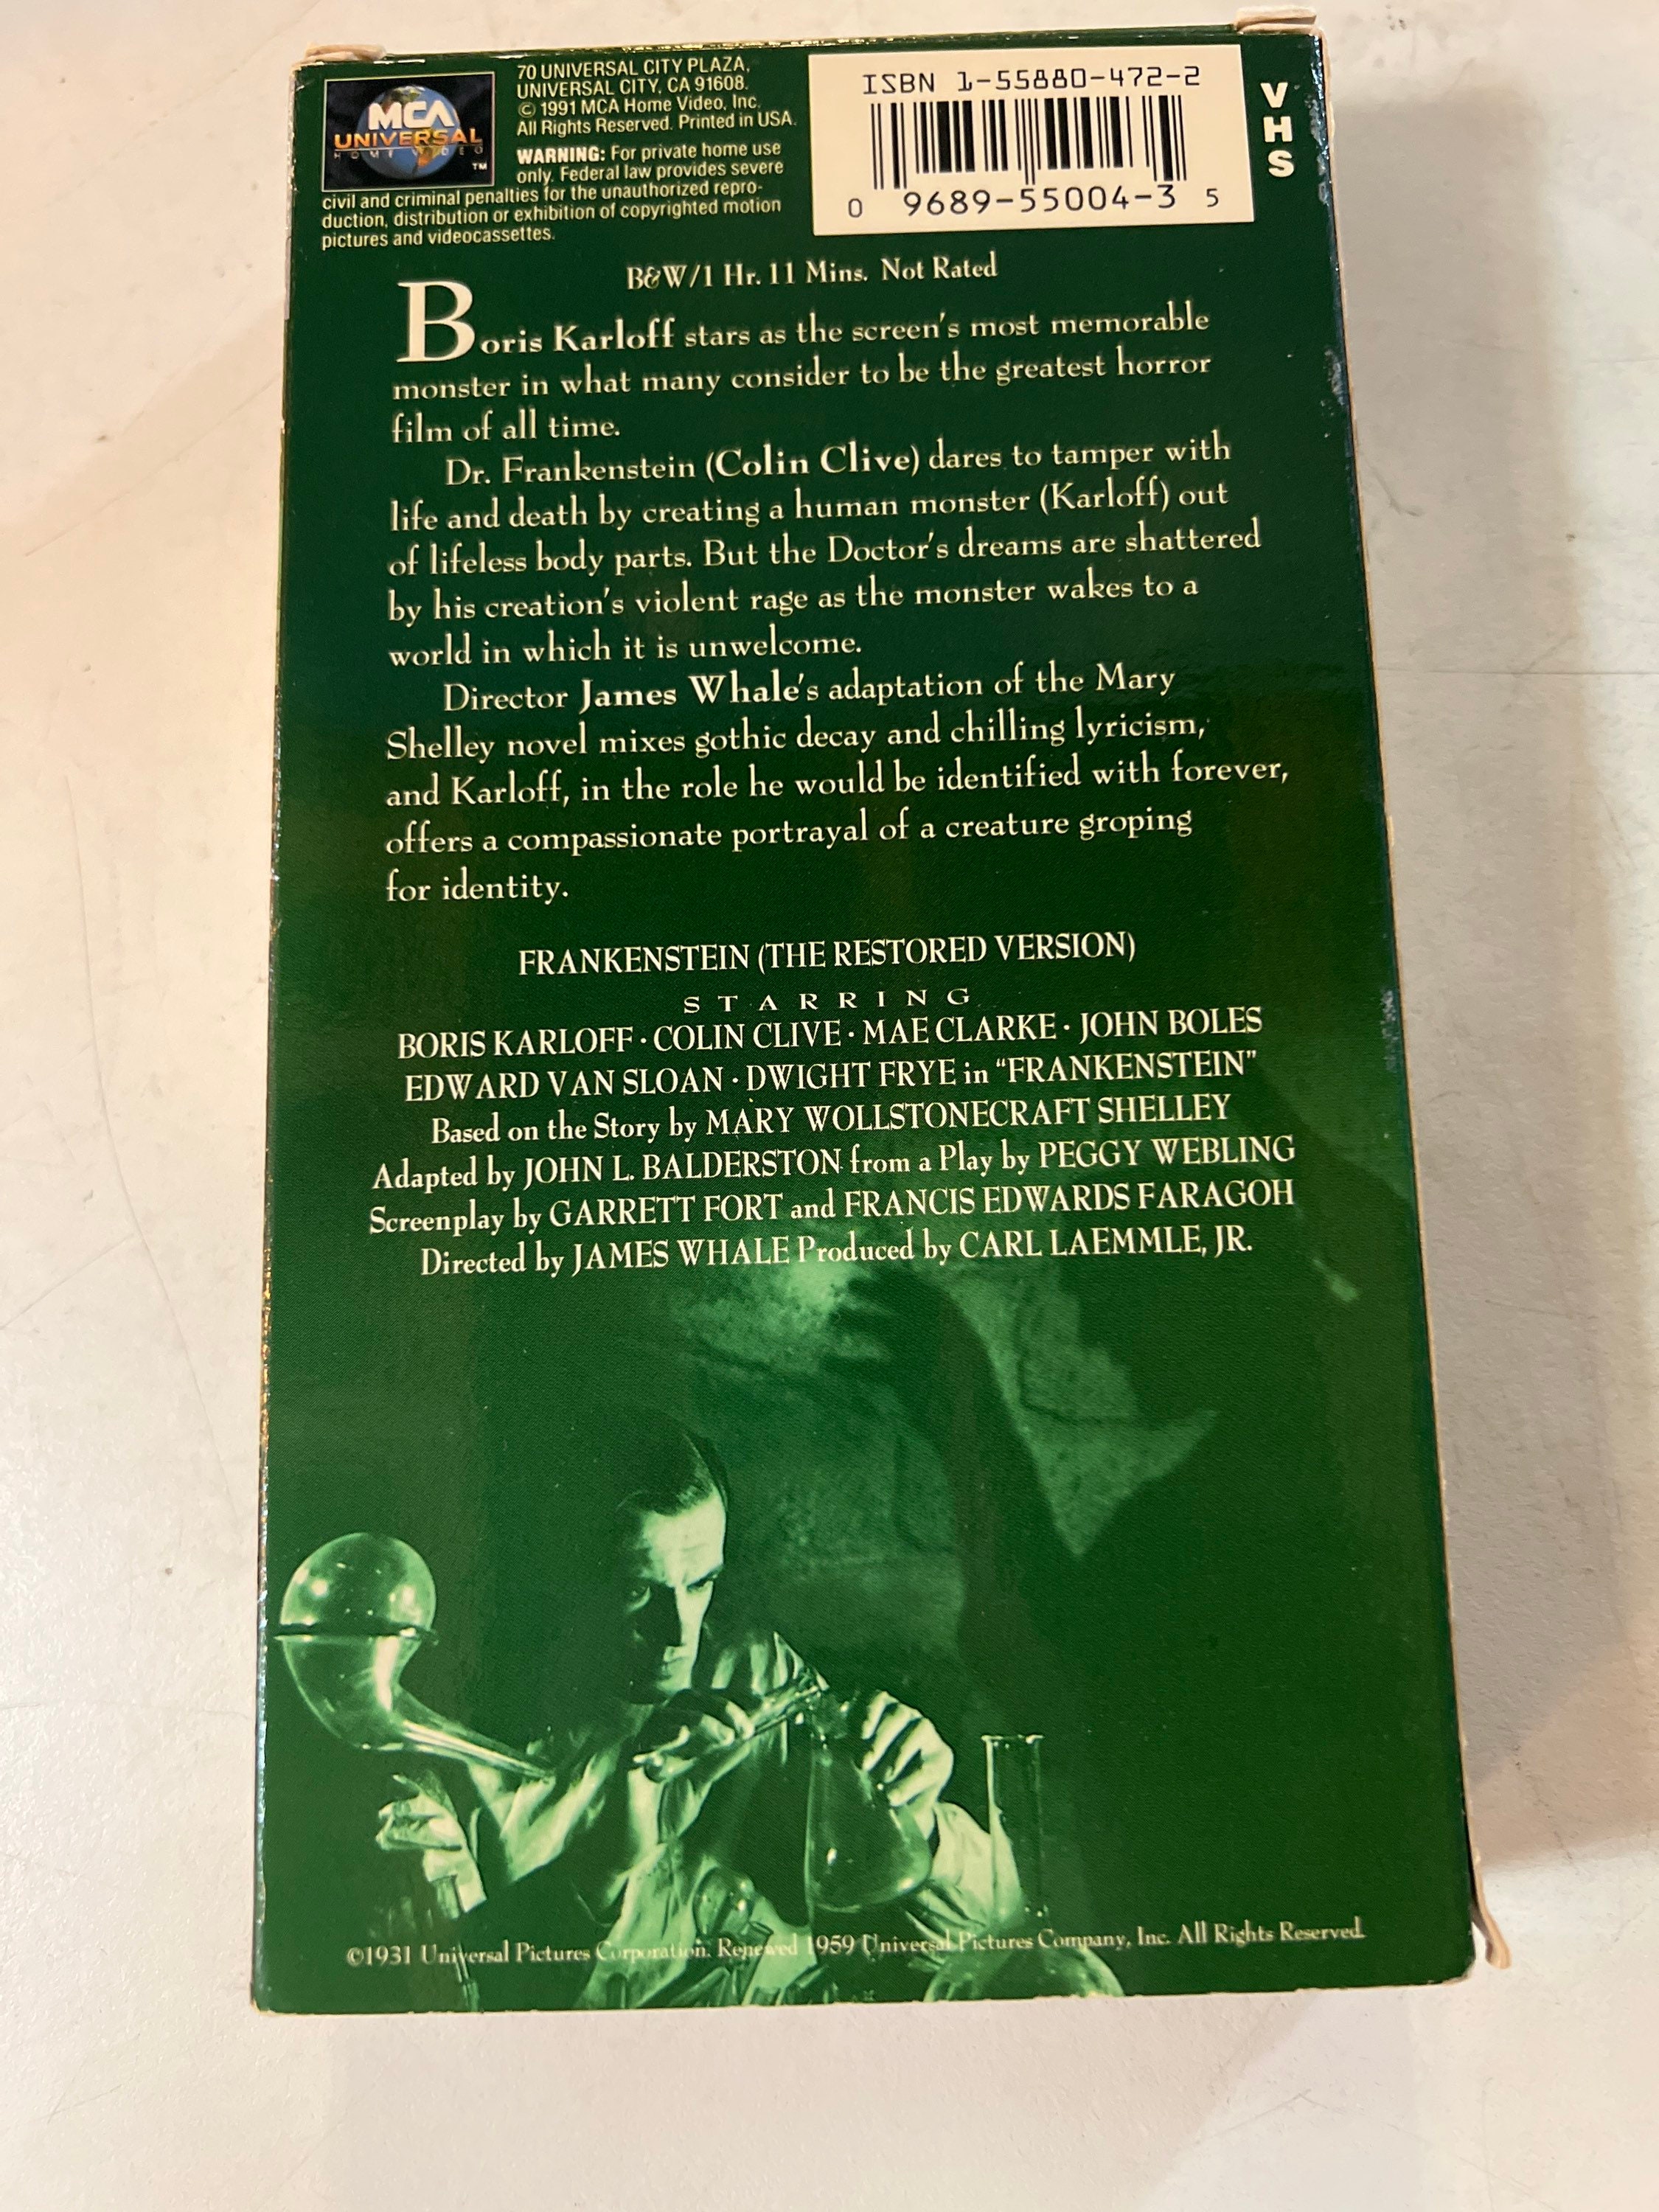 MCA
UNIVERSAL
HOME VIDEO
™
70 UNIVERSAL CITY PLAZA,
UNIVERSAL CITY, CA 91608.
© 1991 MCA Home Video, Inc.
All Rights Reserved. Printed in USA.
WARNING: For private home use
only. Federal law provides severe
civil and criminal penalties for the unauthorized repro-
duction, distribution or exhibition of copyrighted motion
pictures and videocassettes.
ISBN 1-55880-472-2
0 9689-55004-3 5
VHS
B&W/1 Hr. 11 Mins. Not Rated
Boris Karloff stars as the screen's most memorable
monster in what many consider to be the greatest horror
film of all time.
Dr. Frankenstein (Colin Clive) dares to tamper with
life and death by creating a human monster (Karloff) out
of lifeless body parts. But the Doctor's dreams are shattered
by his creation's violent rage as the monster wakes to a
world in which it is unwelcome.
Director James Whale's adaptation of the Mary
Shelley novel mixes gothic decay and chilling lyricism,
and Karloff, in the role he would be identified with forever,
offers a compassionate portrayal of a creature groping
for identity.
FRANKENSTEIN (THE RESTORED VERSION)
STARRING
BORIS KARLOFF · COLIN CLIVE · MAE CLARKE · JOHN BOLES
EDWARD VAN SLOAN · DWIGHT FRYE in "FRANKENSTEIN"
Based on the Story by MARY WOLLSTONECRAFT SHELLEY
Adapted by JOHN L. BALDERSTON from a Play by PEGGY WEBLING
Screenplay by GARRETT FORT and FRANCIS EDWARDS FARAGOH
Directed by JAMES WHALE Produced by CARL LAEMMLE, JR.
©1931 Universal Pictures Corporation. Renewed 1959 Universal Pictures Company, Inc. All Rights Reserved.